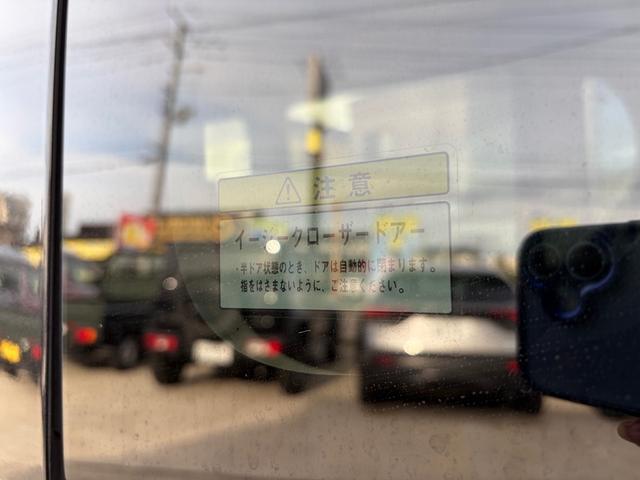 注意
イージークローザードアー
・半ドア状態のとき、ドアは自動的に閉まります。
指をはさまないように、ご注意ください。